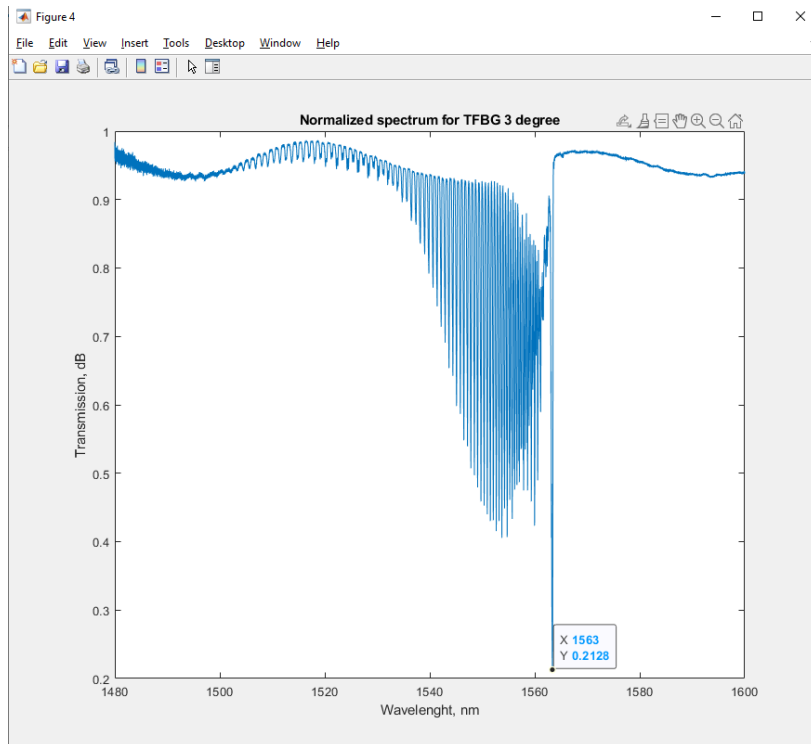 Figure 4
File Edit View Insert Tools Desktop Window Help
Normalized spectrum for TFBG 3 degree
1
0.9
0.8
0.7
0.6
0.5
0.4
0.3
0.2
Transmission, dB
X 1563
Y 0.2128
1480 1500 1520 1540 1560 1580 1600
Wavelenght, nm